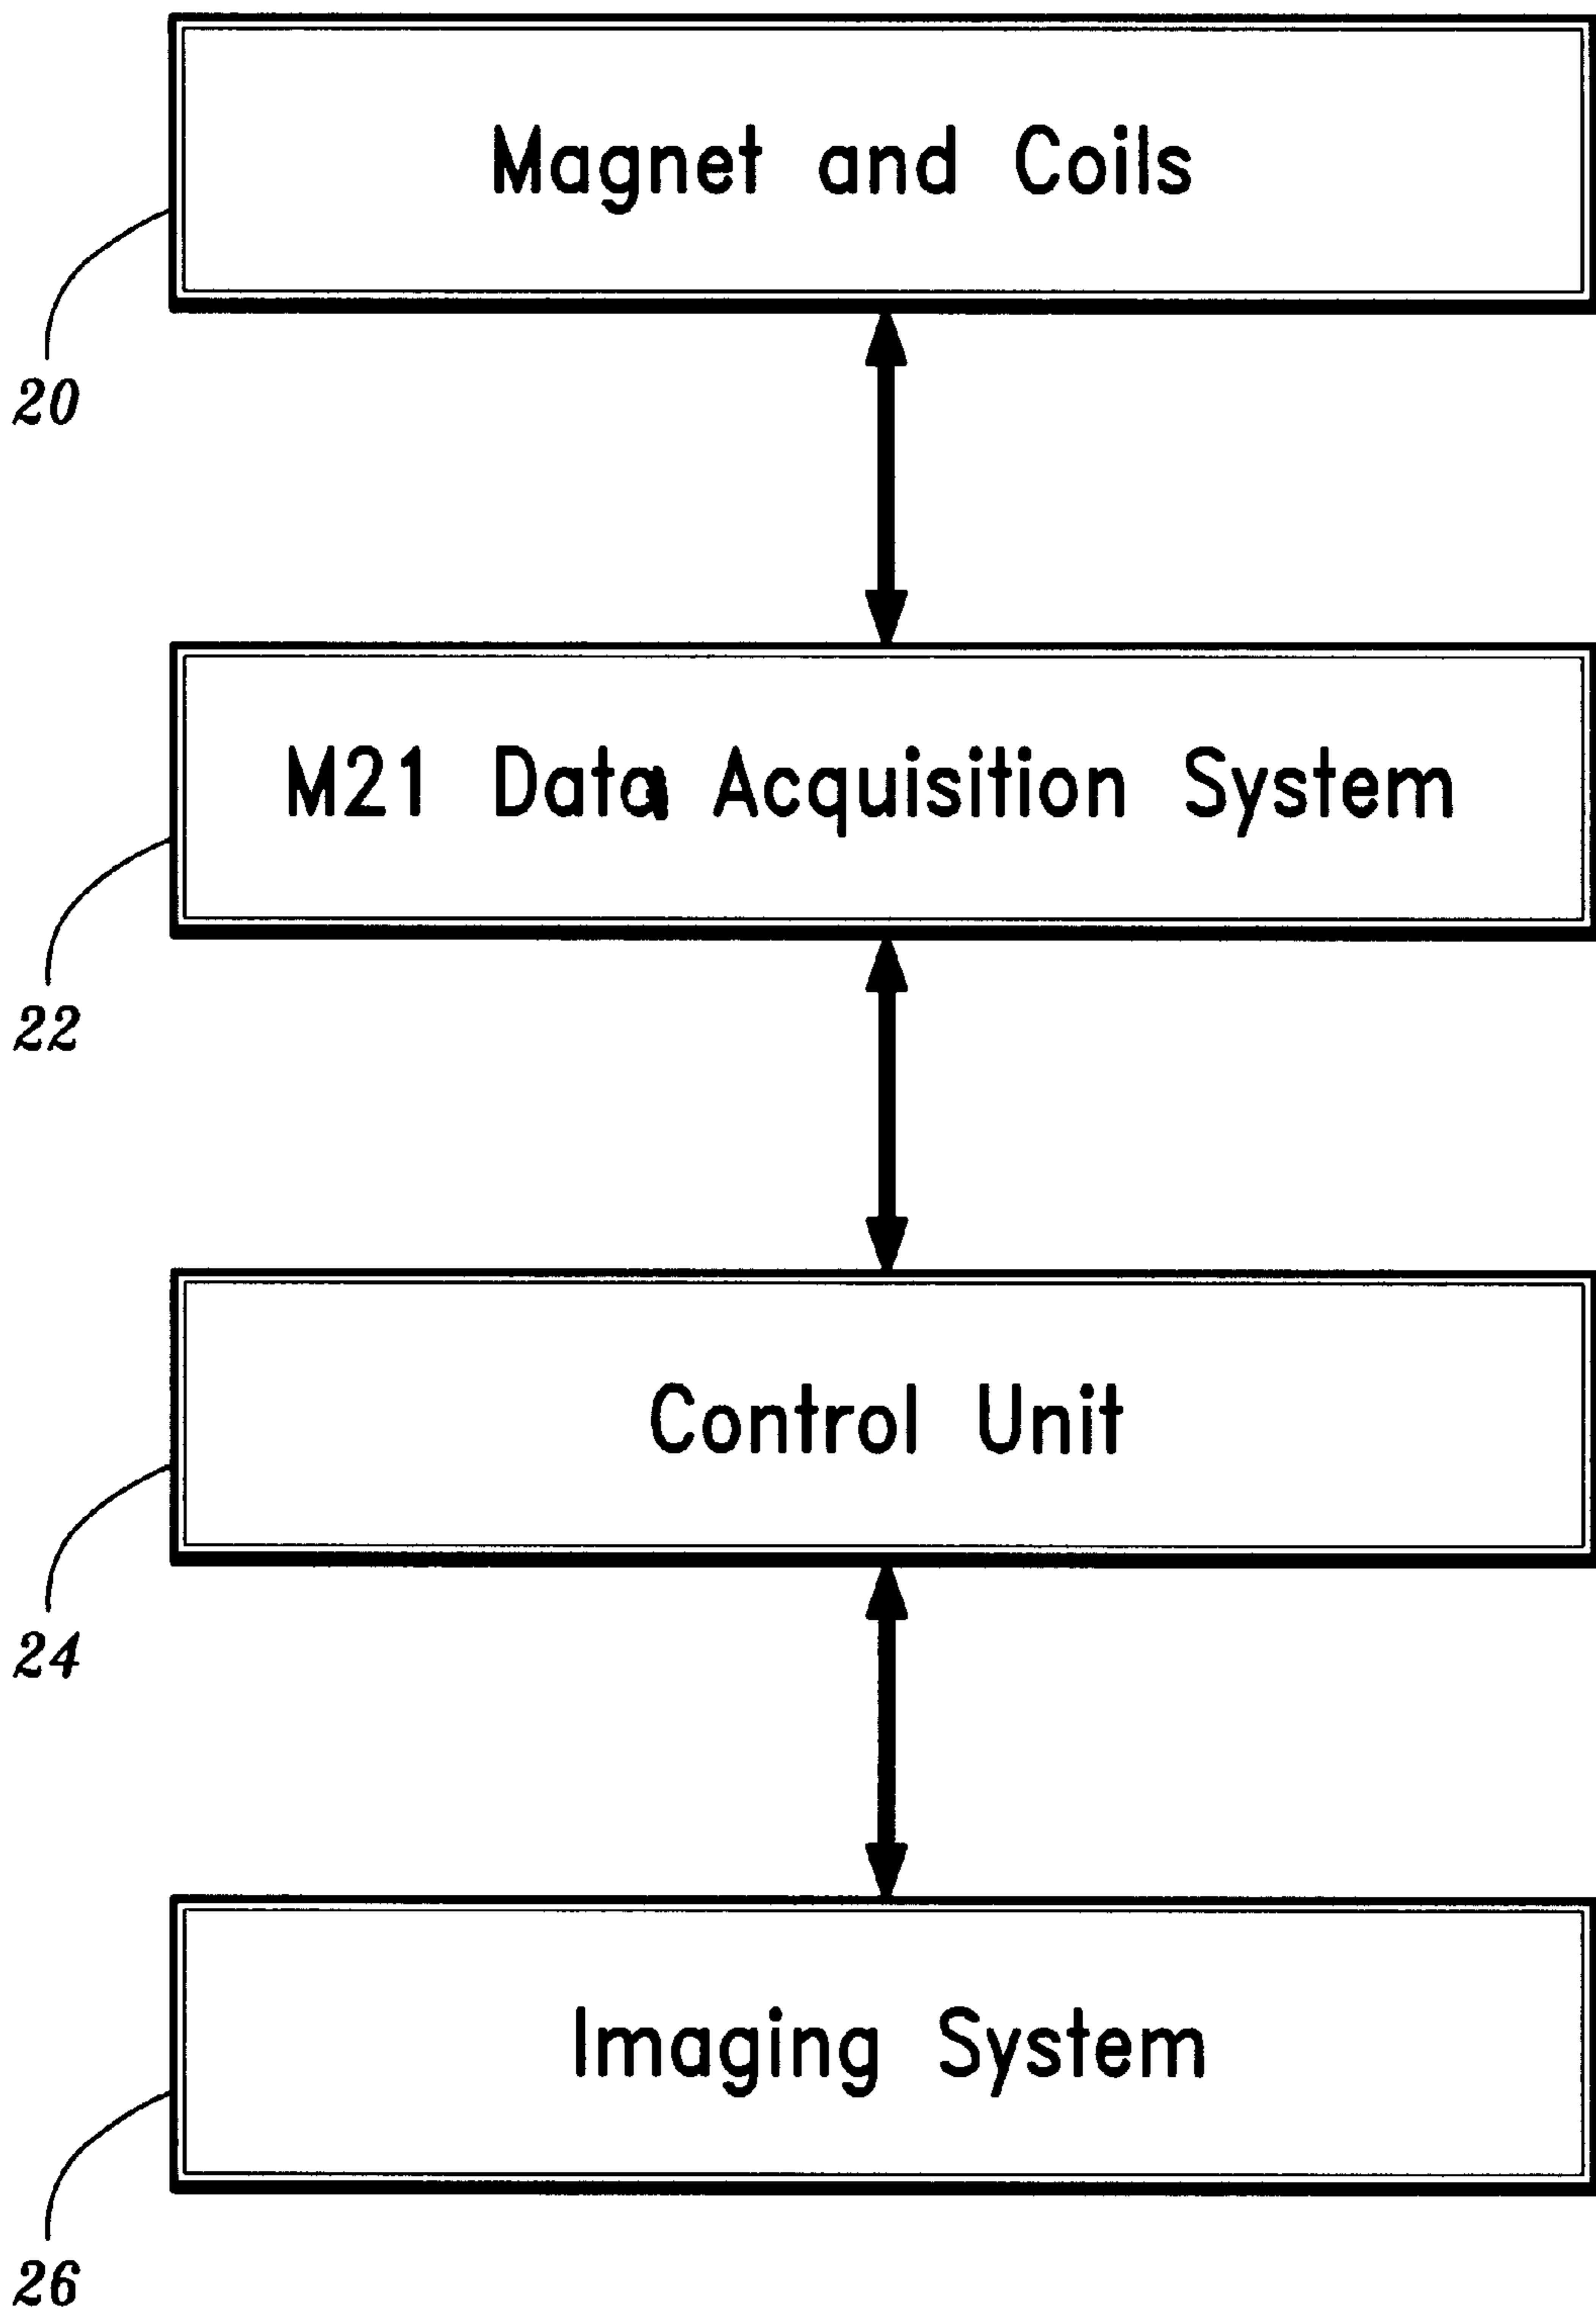 Magnet and Coils
20
M21 Data Acquisition System
22
Control Unit
24
Imaging System
26